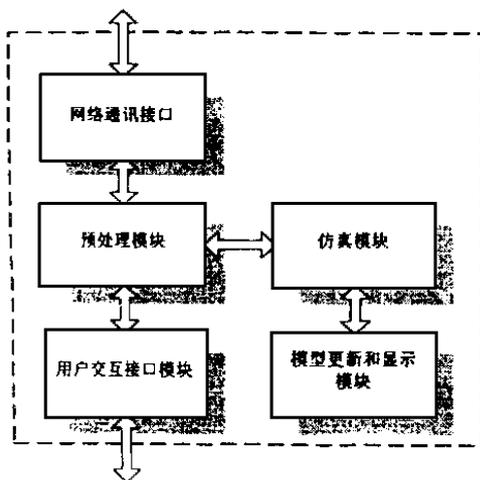 网络通讯接口
预处理模块
仿真模块
用户交互接口模块
模型更新和显示
模块